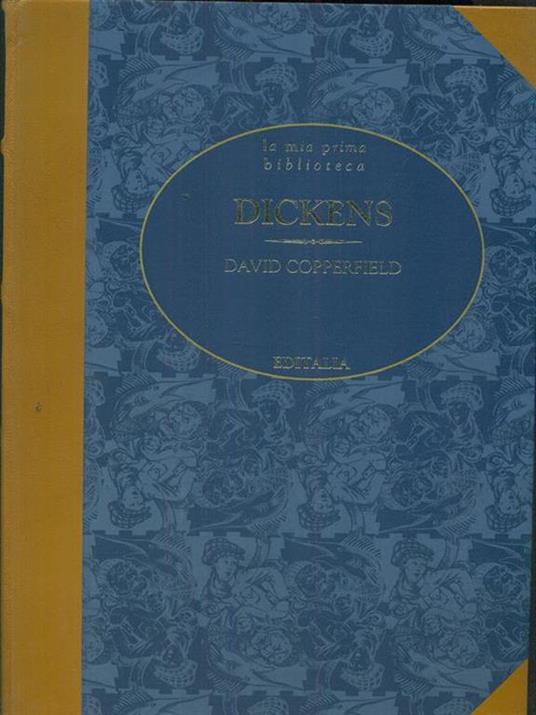 la mia prima
biblioteca
DICKENS
DAVID COPPERFIELD
EDITALIA